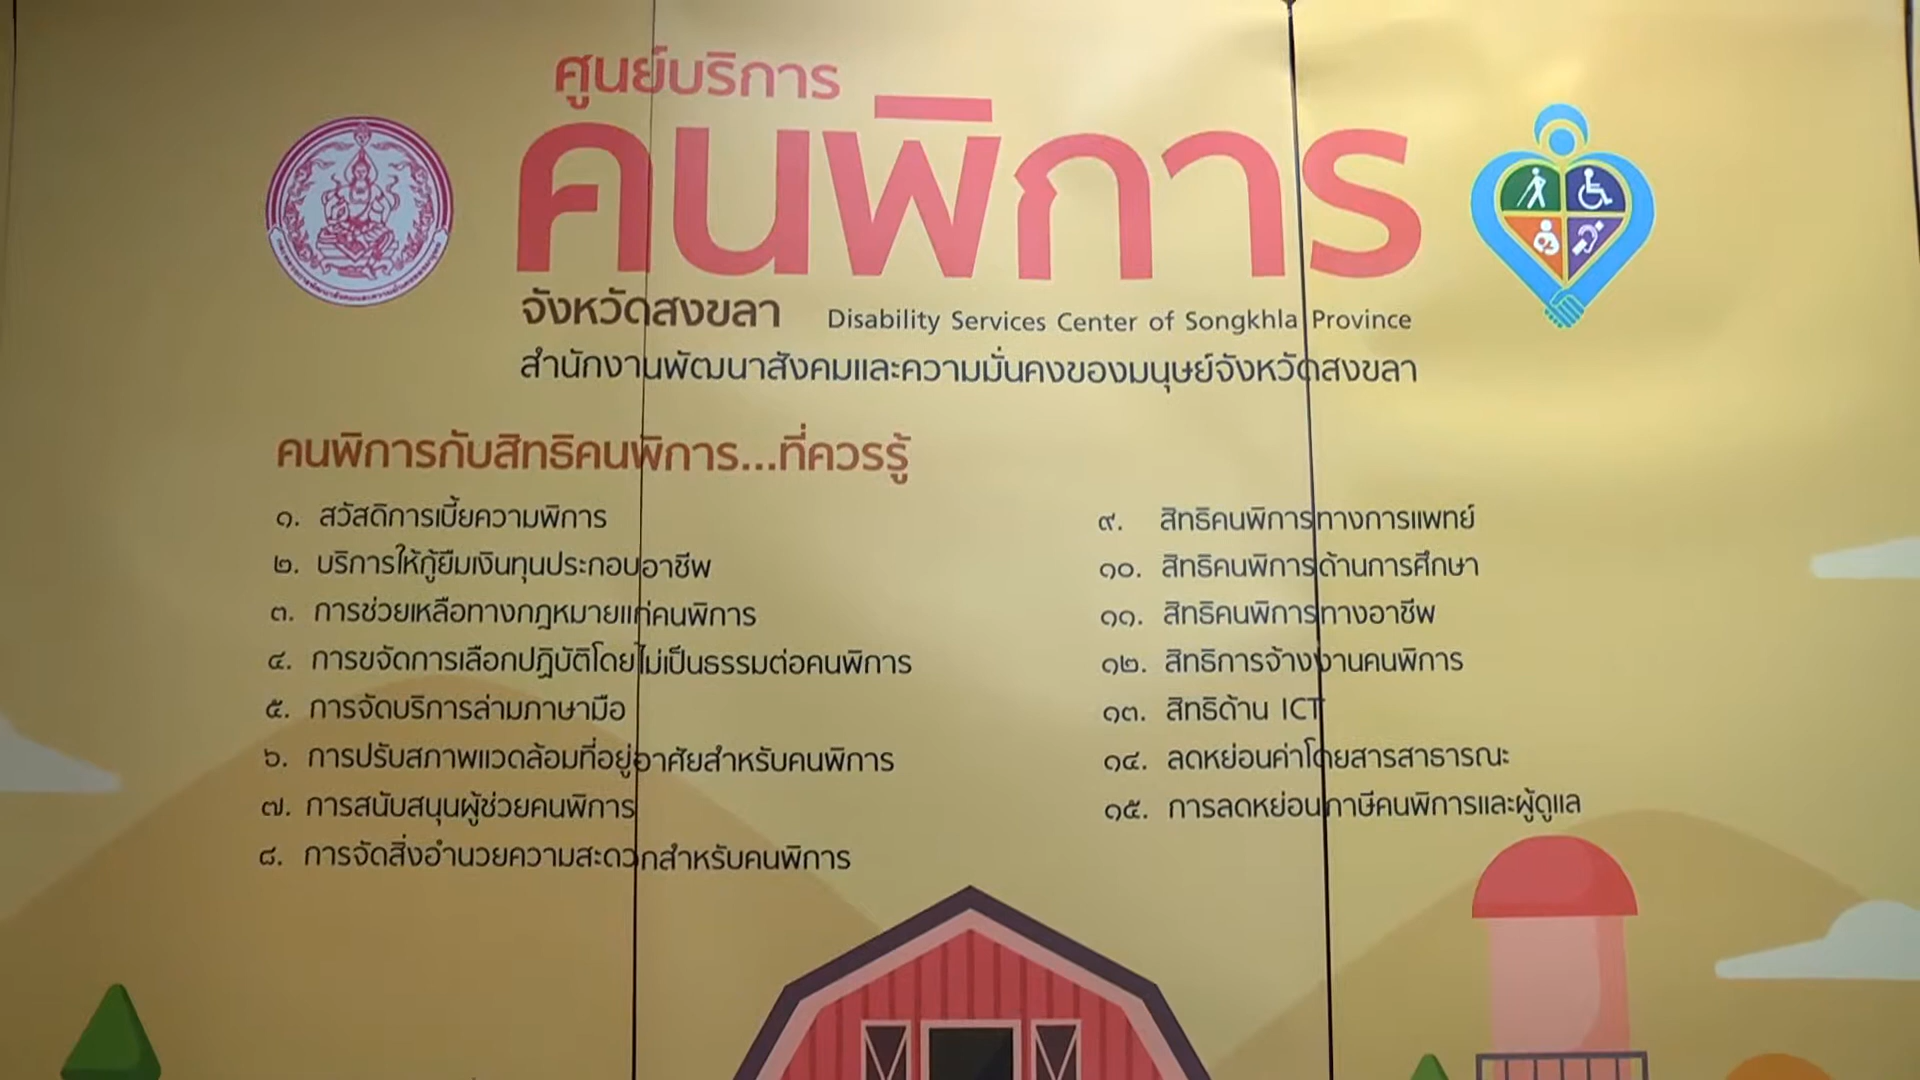 ศูนย์บริการ
คนพิการ
จังหวัดสงขลา Disability Services Center of Songkhla Province
สำนักงานพัฒนาสังคมและความมั่นคงของมนุษย์จังหวัดสงขลา
คนพิการกับสิทธิคนพิการ...ที่ควรรู้
๑. สวัสดิการเบี้ยความพิการ
๒. บริการให้กู้ยืมเงินทุนประกอบอาชีพ
๓. การช่วยเหลือทางกฎหมายแก่คนพิการ
๔. การขจัดการเลือกปฏิบัติโดยไม่เป็นธรรมต่อคนพิการ
๕. การจัดบริการล่ามภาษามือ
๖. การปรับสภาพแวดล้อมที่อยู่อาศัยสำหรับคนพิการ
๗. การสนับสนุนผู้ช่วยคนพิการ
๘. การจัดสิ่งอำนวยความสะดวกสำหรับคนพิการ
๙. สิทธิคนพิการทางการแพทย์
๑๐. สิทธิคนพิการด้านการศึกษา
๑๑. สิทธิคนพิการทางอาชีพ
๑๒. สิทธิการจ้างงานคนพิการ
๑๓. สิทธิด้าน ICT
๑๔. ลดหย่อนค่าโดยสารสาธารณะ
๑๕. การลดหย่อนภาษีคนพิการและผู้ดูแล